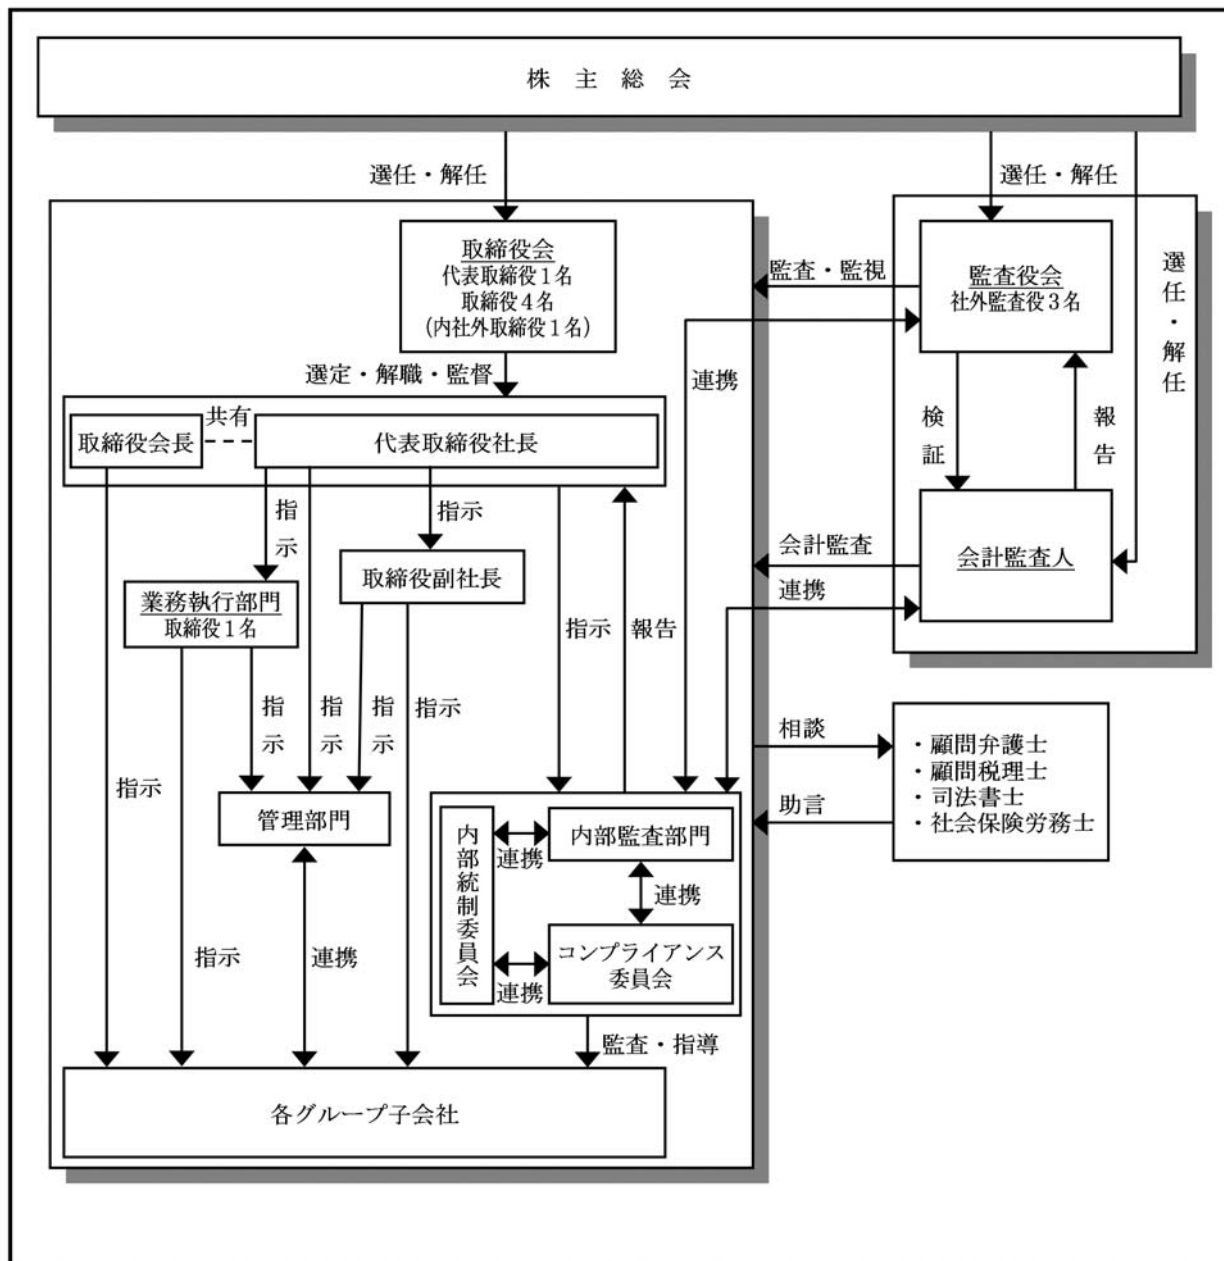 株主総会
選任・解任
選任・解任
選任・解任
取締役会
代表取締役1名
取締役4名
(内社外取締役1名)
監査・監視
監査役会
社外監査役3名
選定・解職・監督
連携
検証
報告
取締役会長
共有
代表取締役社長
指示
指示
取締役副社長
会計監査
会計監査人
連携
業務執行部門
取締役1名
指示
報告
指示
指示
指示
指示
指示
相談
・顧問弁護士
・顧問税理士
・司法書士
・社会保険労務士
助言
管理部門
内部統制委員会
連携
内部監査部門
連携
コンプライアンス
委員会
連携
指示
連携
監査・指導
各グループ子会社